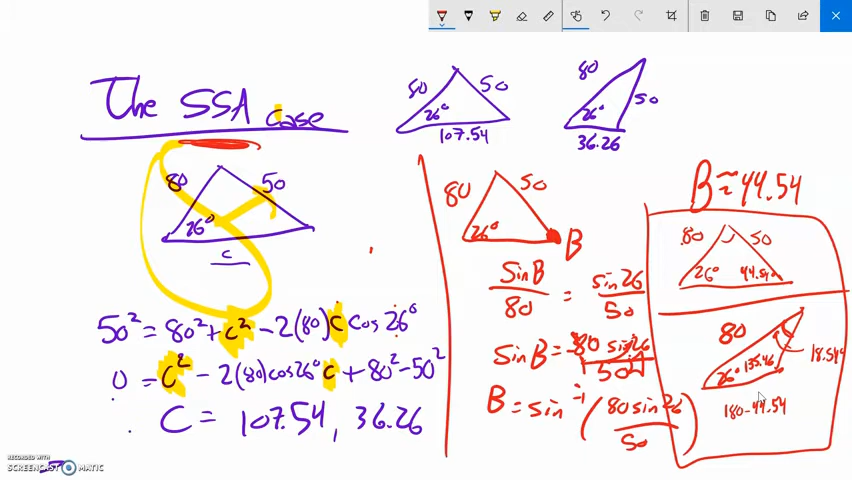 The SSA case
80 50
26°
c
50² = 80² + c² - 2(80) c cos 26°
0 = c² - 2(80)cos26° c + 80² - 50²
C = 107.54, 36.26
80 50
26°
107.54
80
50
26°
36.26
80 50
26° B
sin B / 80 = sin 26 / 50
sin B = 80 sin 26 / 50
B = sin⁻¹ ( 80 sin 26 / 50 )
B ≈ 44.54
80 50
26° 44.54°
80
26° 135.46 18.54°
180-44.54
RECORDED WITH
SCREENCAST MATIC